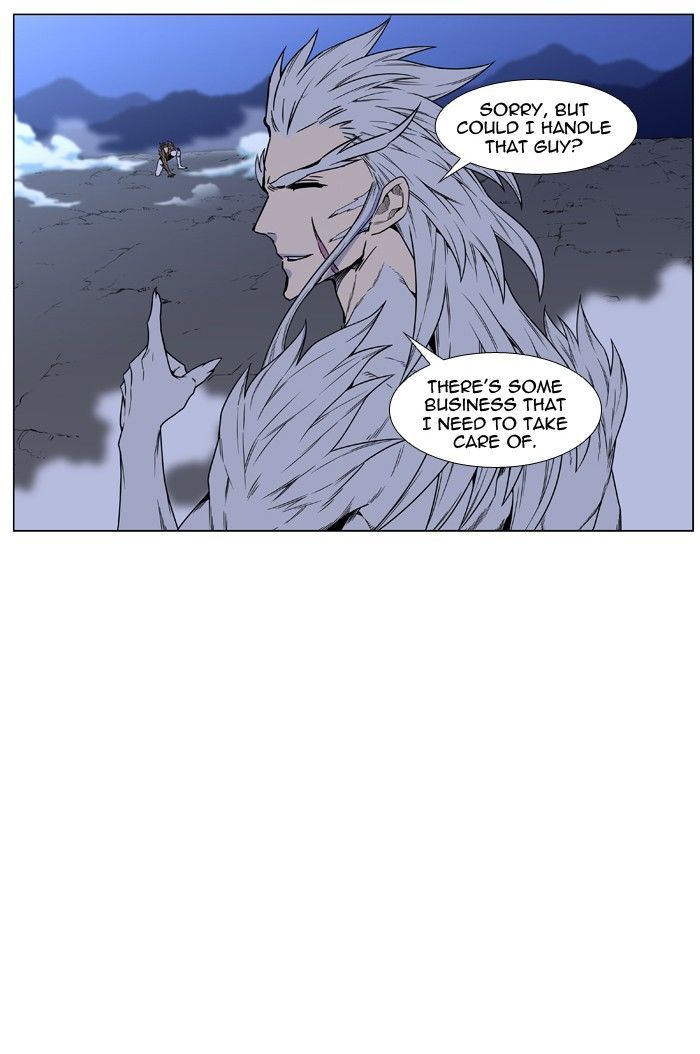 SORRY, BUT
COULD I HANDLE
THAT GUY?
THERE'S SOME
BUSINESS THAT
I NEED TO TAKE
CARE OF.